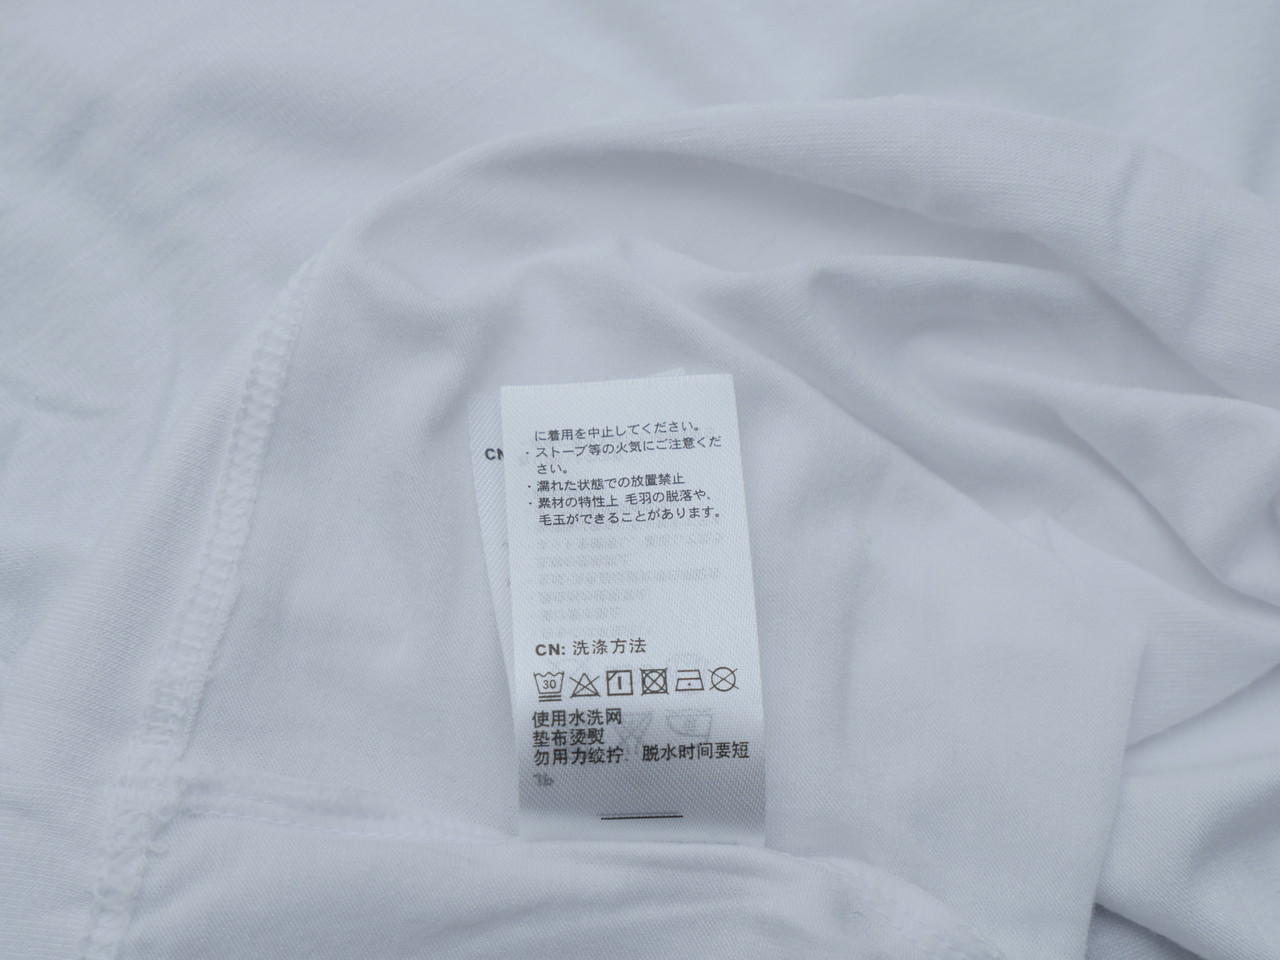 に着用を中止してください。
・ストーブ等の火気にご注意くだ
さい。
・濡れた状態での放置禁止
・素材の特性上 毛羽の脱落や、
毛玉ができることがあります。
CN
CN: 洗涤方法
30
使用水洗网
垫布烫熨
勿用力绞拧．脱水时间要短